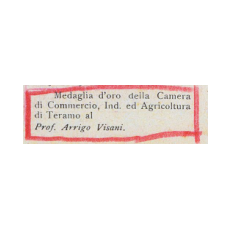 Medaglia d'oro della Camera
di Commercio, Ind. ed Agricoltura
di Teramo al
Prof. Arrigo Visani.